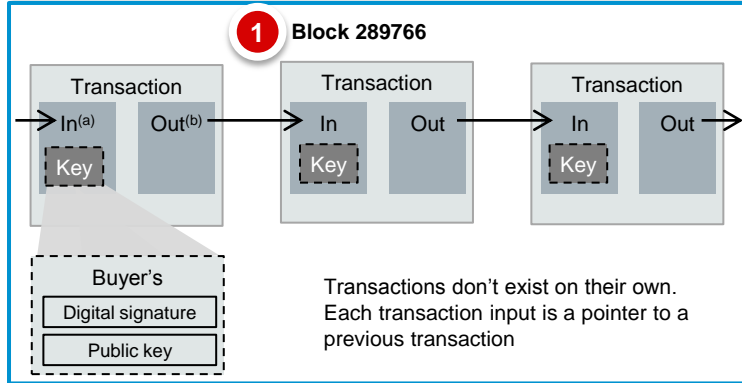 1 Block 289766
Transaction
In(a) Out(b)
Key
Transaction
In Out
Key
Transaction
In Out
Key
Buyer's
Digital signature
Public key
Transactions don't exist on their own.
Each transaction input is a pointer to a
previous transaction